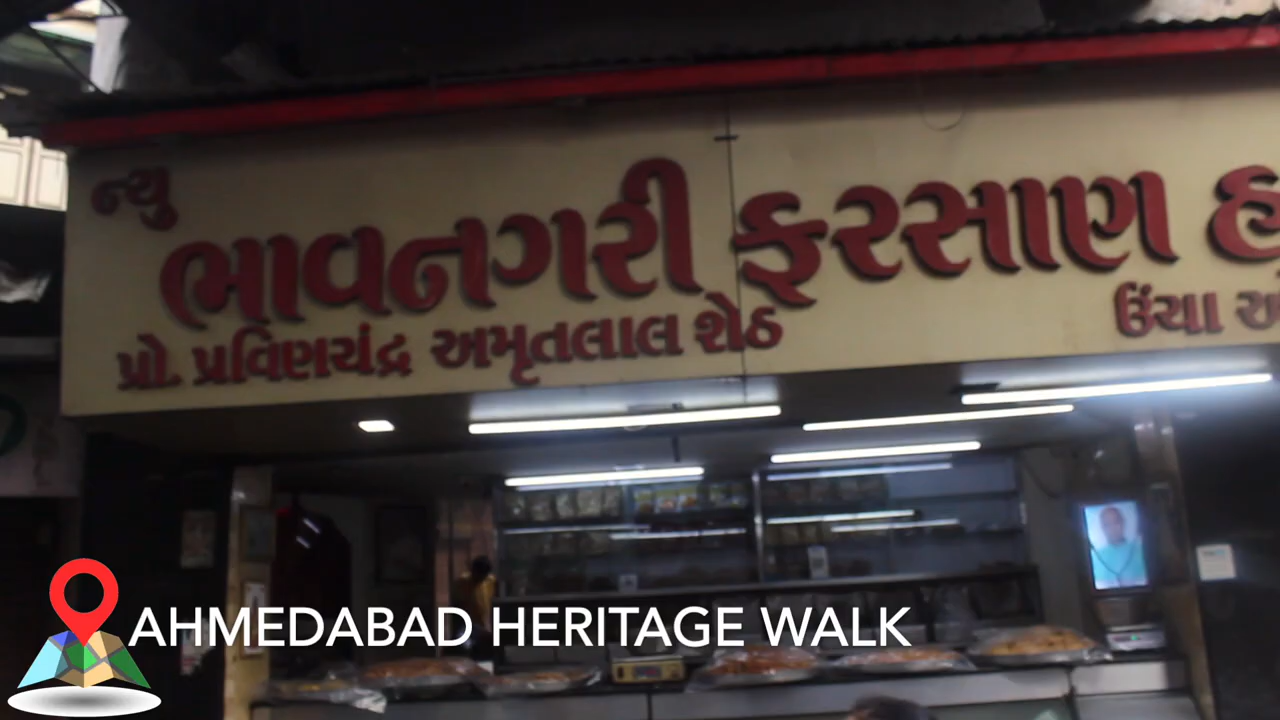 ન્યુ
ભાવનગરી ફરસાણ
પ્રો. પ્રવિણચંદ્ર અમૃતલાલ શેઠ
ઉંચા
AHMEDABAD HERITAGE WALK